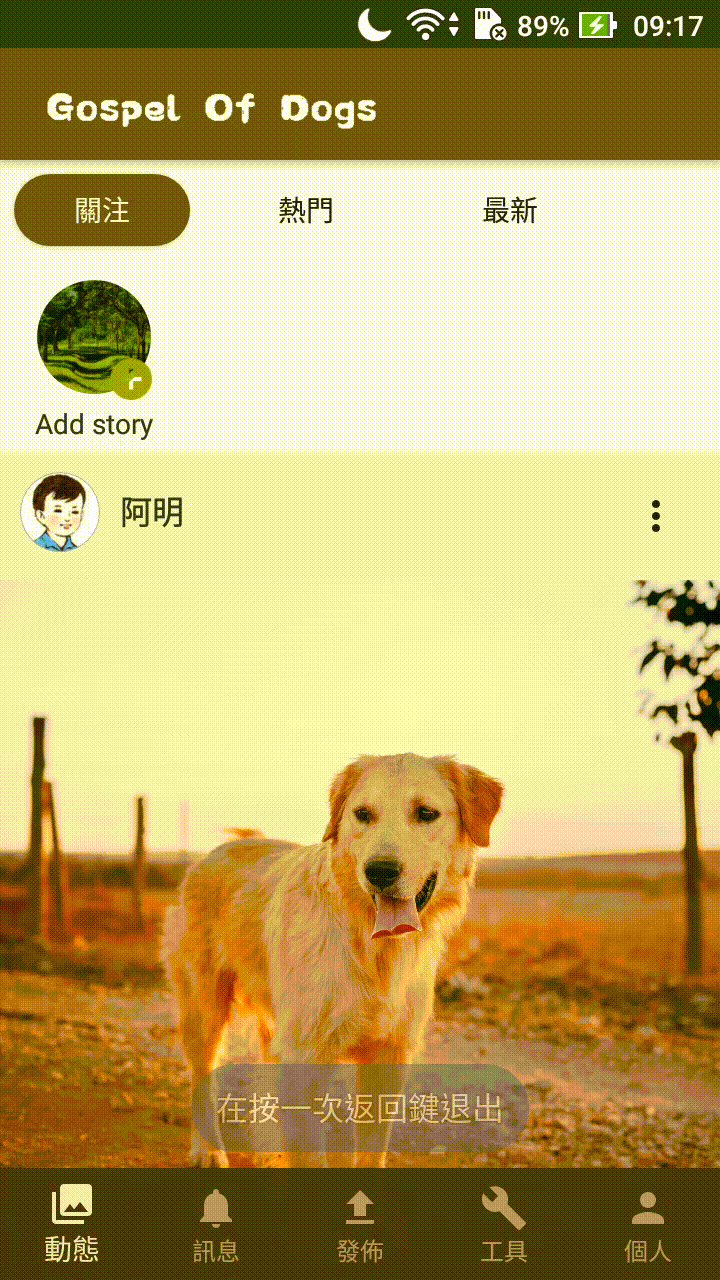 89% 09:17
Gospel Of Dogs
關注 熱門 最新
Add story
阿明
在按一次返回鍵退出
動態 訊息 發佈 工具 個人